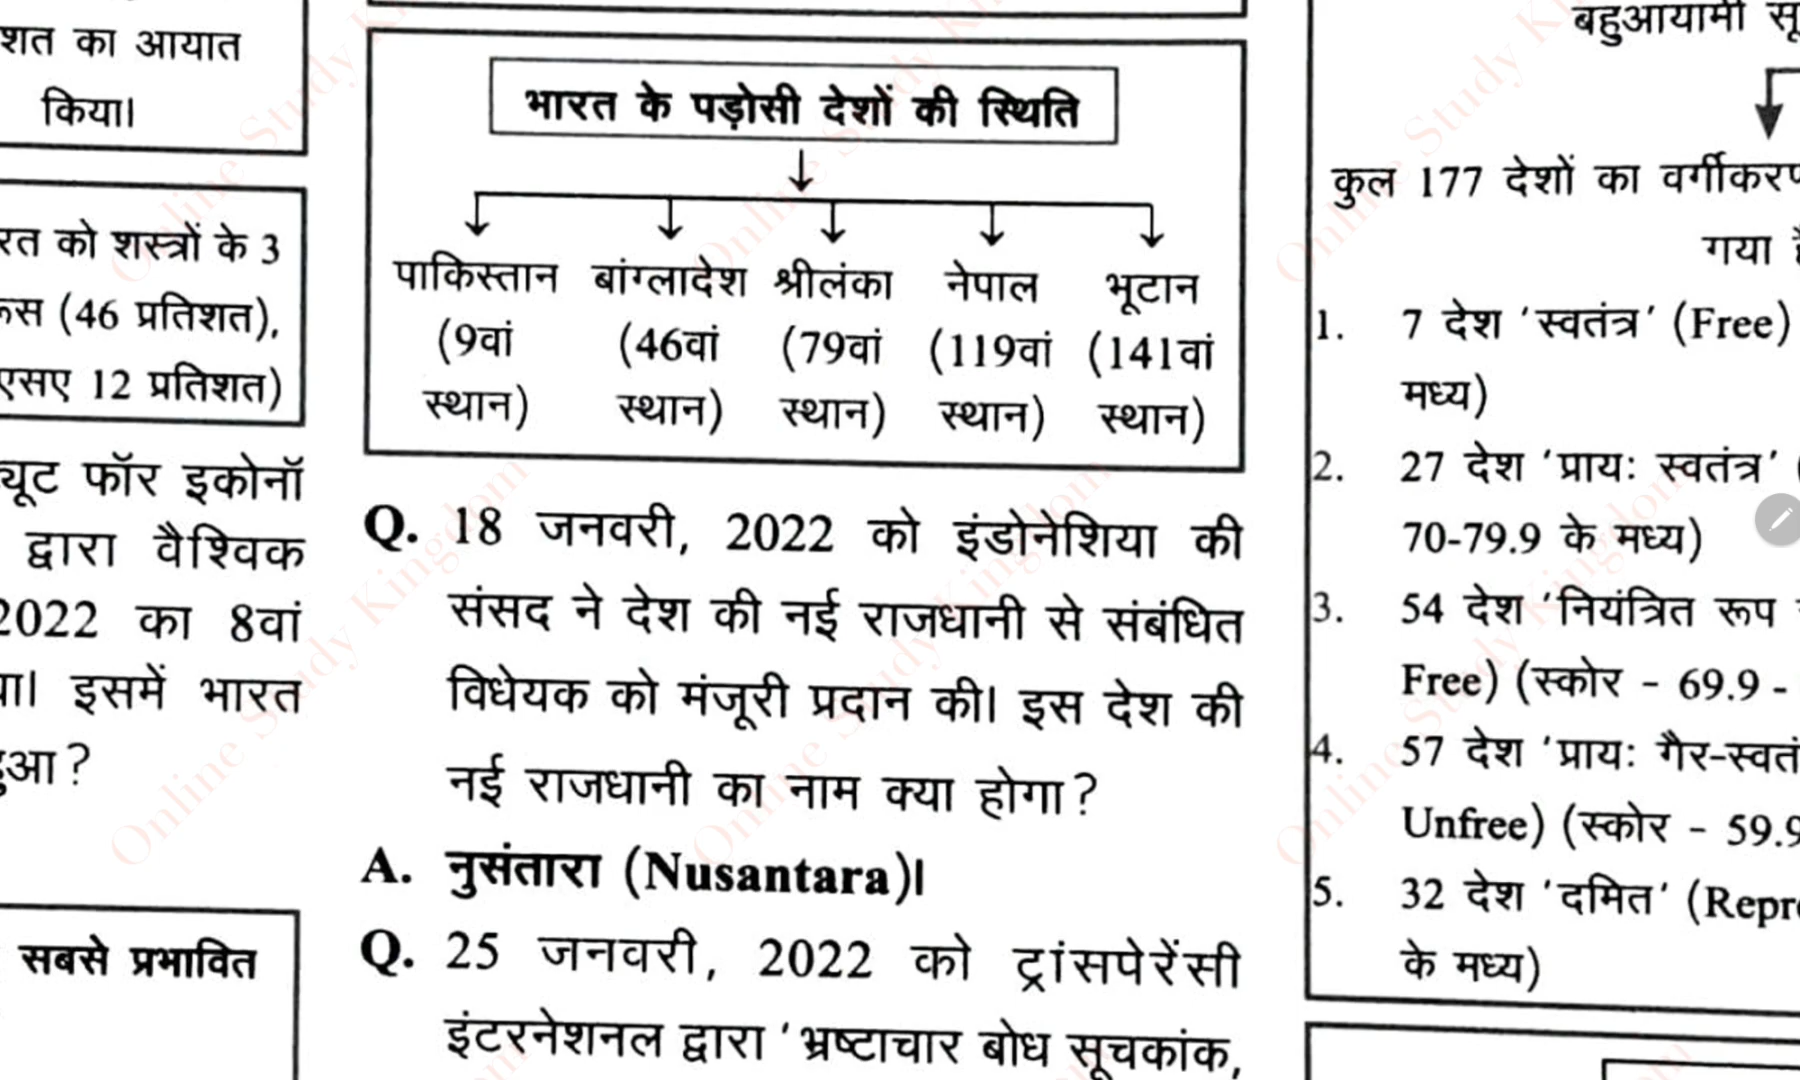 शत का आयात
किया।
रत को शस्त्रों के 3
(46 प्रतिशत),
12 प्रतिशत)
फॉर इकोनॉ
द्वारा वैश्विक
2022 का 8वां
इसमें भारत
सबसे प्रभावित
भारत के पड़ोसी देशों की स्थिति
पाकिस्तान बांग्लादेश श्रीलंका नेपाल भूटान
(9वां (46वां (79वां (119वां (141वां
स्थान) स्थान) स्थान) स्थान) स्थान)
Q. 18 जनवरी, 2022 को इंडोनेशिया की
संसद ने देश की नई राजधानी से संबंधित
विधेयक को मंजूरी प्रदान की। इस देश की
नई राजधानी का नाम क्या होगा?
A. नुसंतारा (Nusantara)।
Q. 25 जनवरी, 2022 को ट्रांसपेरेंसी
इंटरनेशनल द्वारा 'भ्रष्टाचार बोध सूचकांक,
बहुआयामी सू
कुल 177 देशों का वर्गीकरण
गया
1. 7 देश 'स्वतंत्र' (Free)
मध्य)
2. 27 देश 'प्रायः स्वतंत्र' (
70-79.9 के मध्य)
3. 54 देश 'नियंत्रित रूप
Free) (स्कोर - 69.9 -
4. 57 देश 'प्रायः गैर-स्वतं
Unfree) (स्कोर - 59.9
5. 32 देश 'दमित' (Repre
के मध्य)
Online Study Kingdom